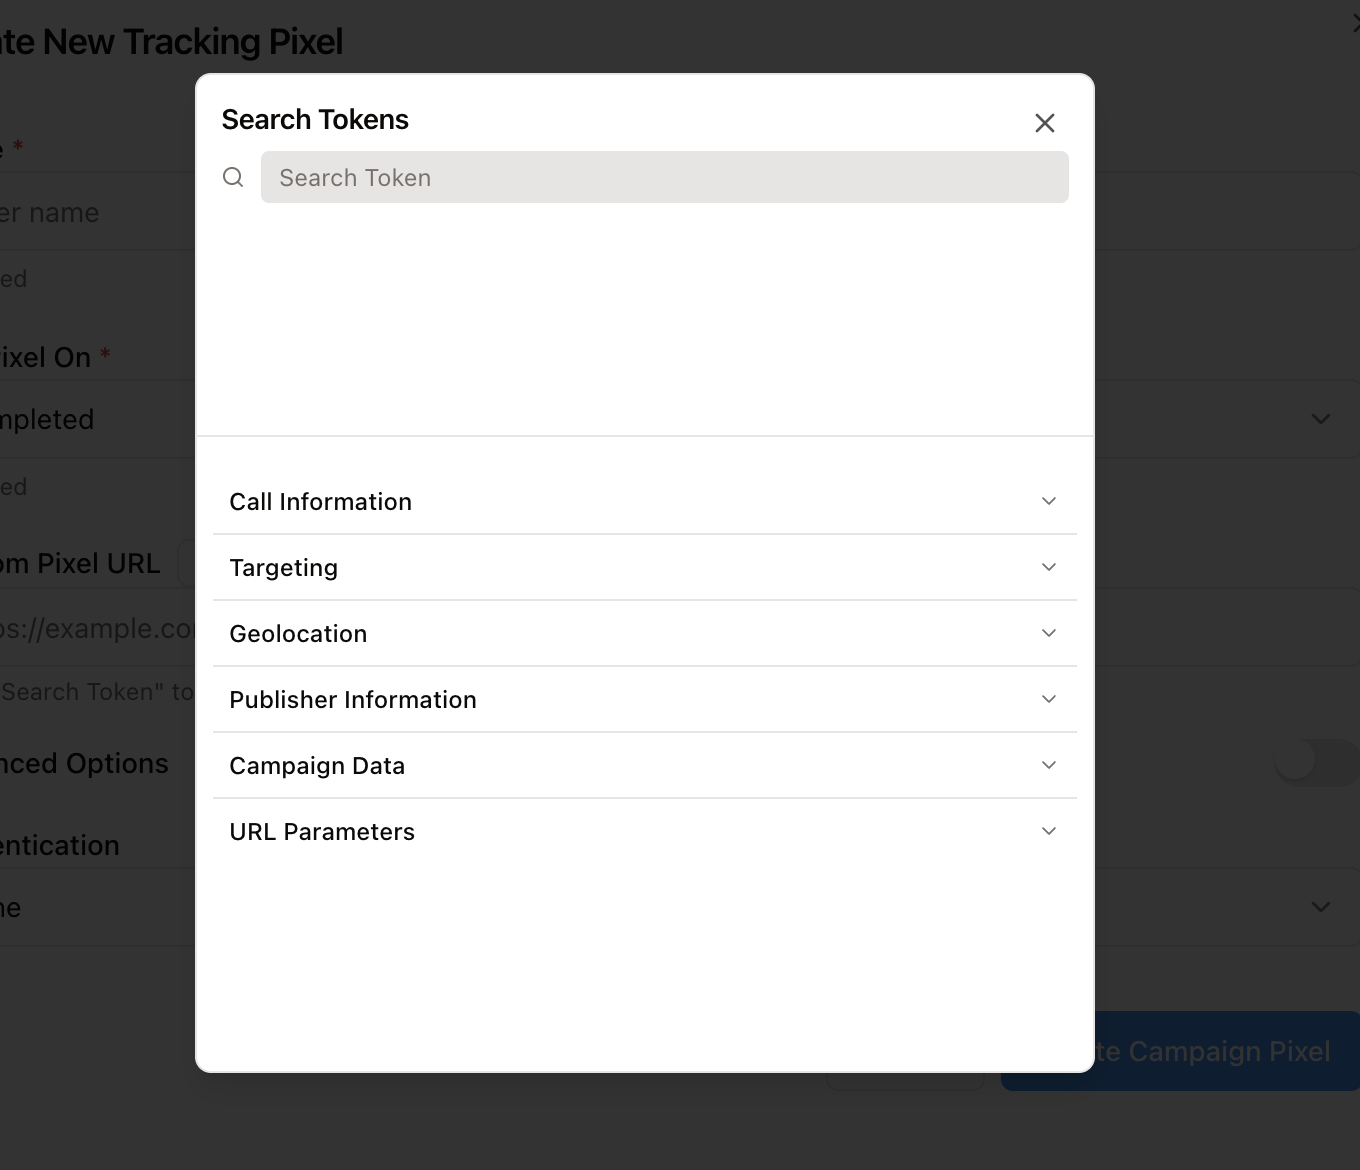 te New Tracking Pixel
Search Tokens
Search Token
e *
er name
ed
ixel On *
mpleted
ed
Call Information
om Pixel URL
Targeting
ps://example.co
Geolocation
Search Token" to
Publisher Information
nced Options
Campaign Data
entication
URL Parameters
ne
te Campaign Pixel